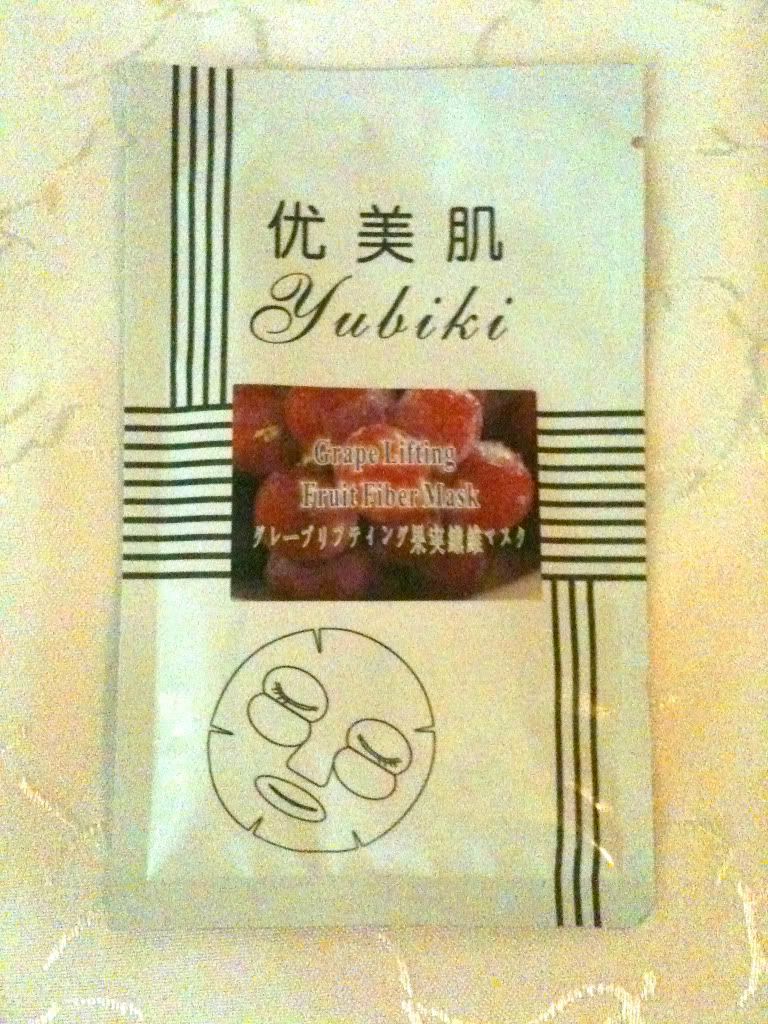 优美肌
Yubiki
Grape Lifting
Fruit Fiber Mask
グレープリフティング果実繊維マスク